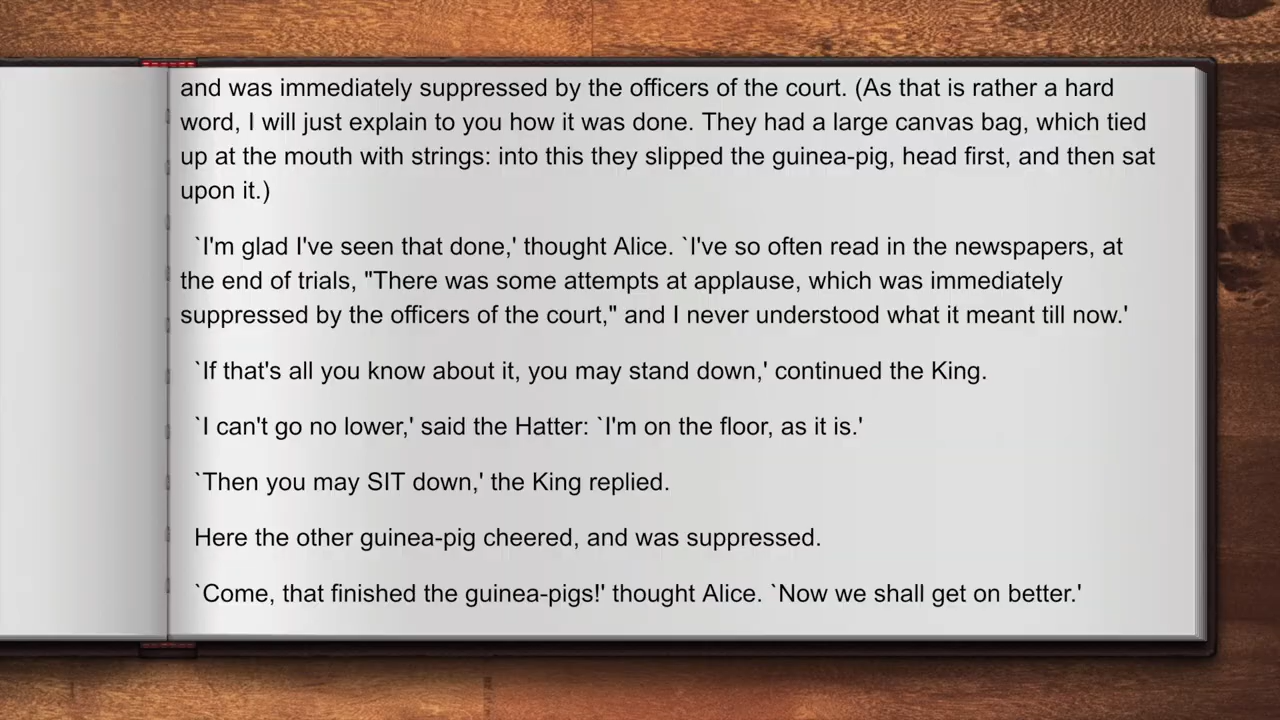 and was immediately suppressed by the officers of the court. (As that is rather a hard
word, I will just explain to you how it was done. They had a large canvas bag, which tied
up at the mouth with strings: into this they slipped the guinea-pig, head first, and then sat
upon it.)
`I'm glad I've seen that done,' thought Alice. `I've so often read in the newspapers, at
the end of trials, "There was some attempts at applause, which was immediately
suppressed by the officers of the court," and I never understood what it meant till now.'
`If that's all you know about it, you may stand down,' continued the King.
`I can't go no lower,' said the Hatter: `I'm on the floor, as it is.'
`Then you may SIT down,' the King replied.
Here the other guinea-pig cheered, and was suppressed.
`Come, that finished the guinea-pigs!' thought Alice. `Now we shall get on better.'